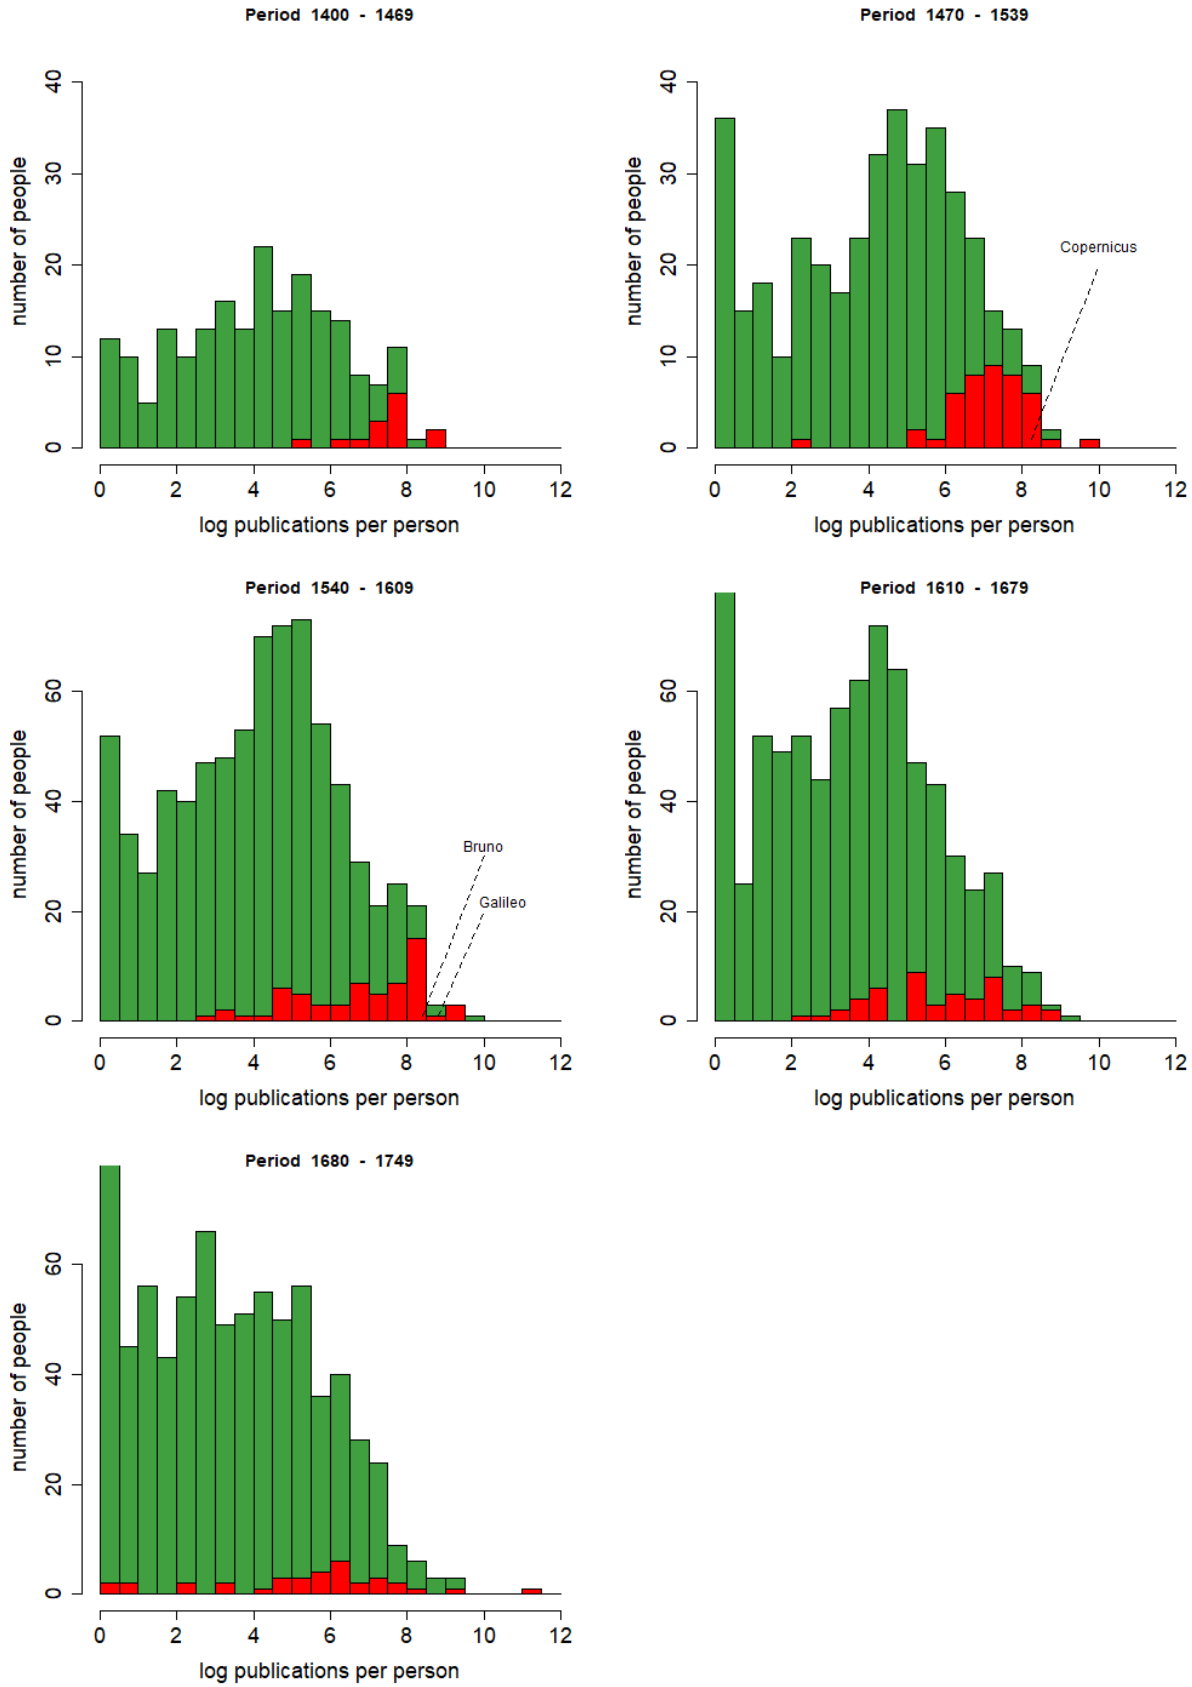 Period 1400 - 1469
number of people
0 10 20 30 40
0 2 4 6 8 10 12
log publications per person
Period 1470 - 1539
number of people
0 10 20 30 40
Copernicus
0 2 4 6 8 10 12
log publications per person
Period 1540 - 1609
number of people
0 20 40 60
Bruno
Galileo
0 2 4 6 8 10 12
log publications per person
Period 1610 - 1679
number of people
0 20 40 60
0 2 4 6 8 10 12
log publications per person
Period 1680 - 1749
number of people
0 20 40 60
0 2 4 6 8 10 12
log publications per person